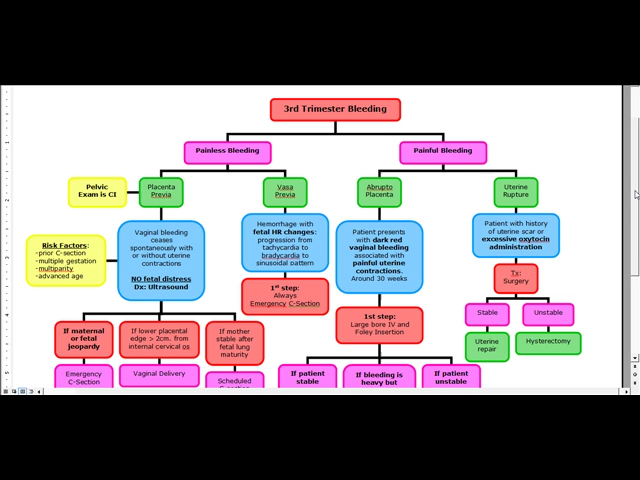 3rd Trimester Bleeding
Painless Bleeding
Painful Bleeding
Pelvic
Exam is CI
Placenta
Previa
Vasa
Previa
Abrupto
Placenta
Uterine
Rupture
Risk Factors:
-prior C-section
-multiple gestation
-multiparity
-advanced age
Vaginal bleeding
ceases
spontaneously with
or without uterine
contractions
NO fetal distress
Dx: Ultrasound
Hemorrhage with
fetal HR changes:
progression from
tachycardia to
bradycardia to
sinusoidal pattern
1st step:
Always
Emergency C-Section
Patient presents
with dark red
vaginal bleeding
associated with
painful uterine
contractions.
Around 30 weeks
1st step:
Large bore IV and
Foley Insertion
Patient with history
of uterine scar or
excessive oxytocin
administration
Tx:
Surgery
Stable
Unstable
Uterine
repair
Hysterectomy
If maternal
or fetal
jeopardy
If lower placental
edge > 2cm. from
internal cervical os
If mother
stable after
fetal lung
maturity
Emergency
C-Section
Vaginal Delivery
Scheduled
If patient
stable
If bleeding is
heavy but
If patient
unstable